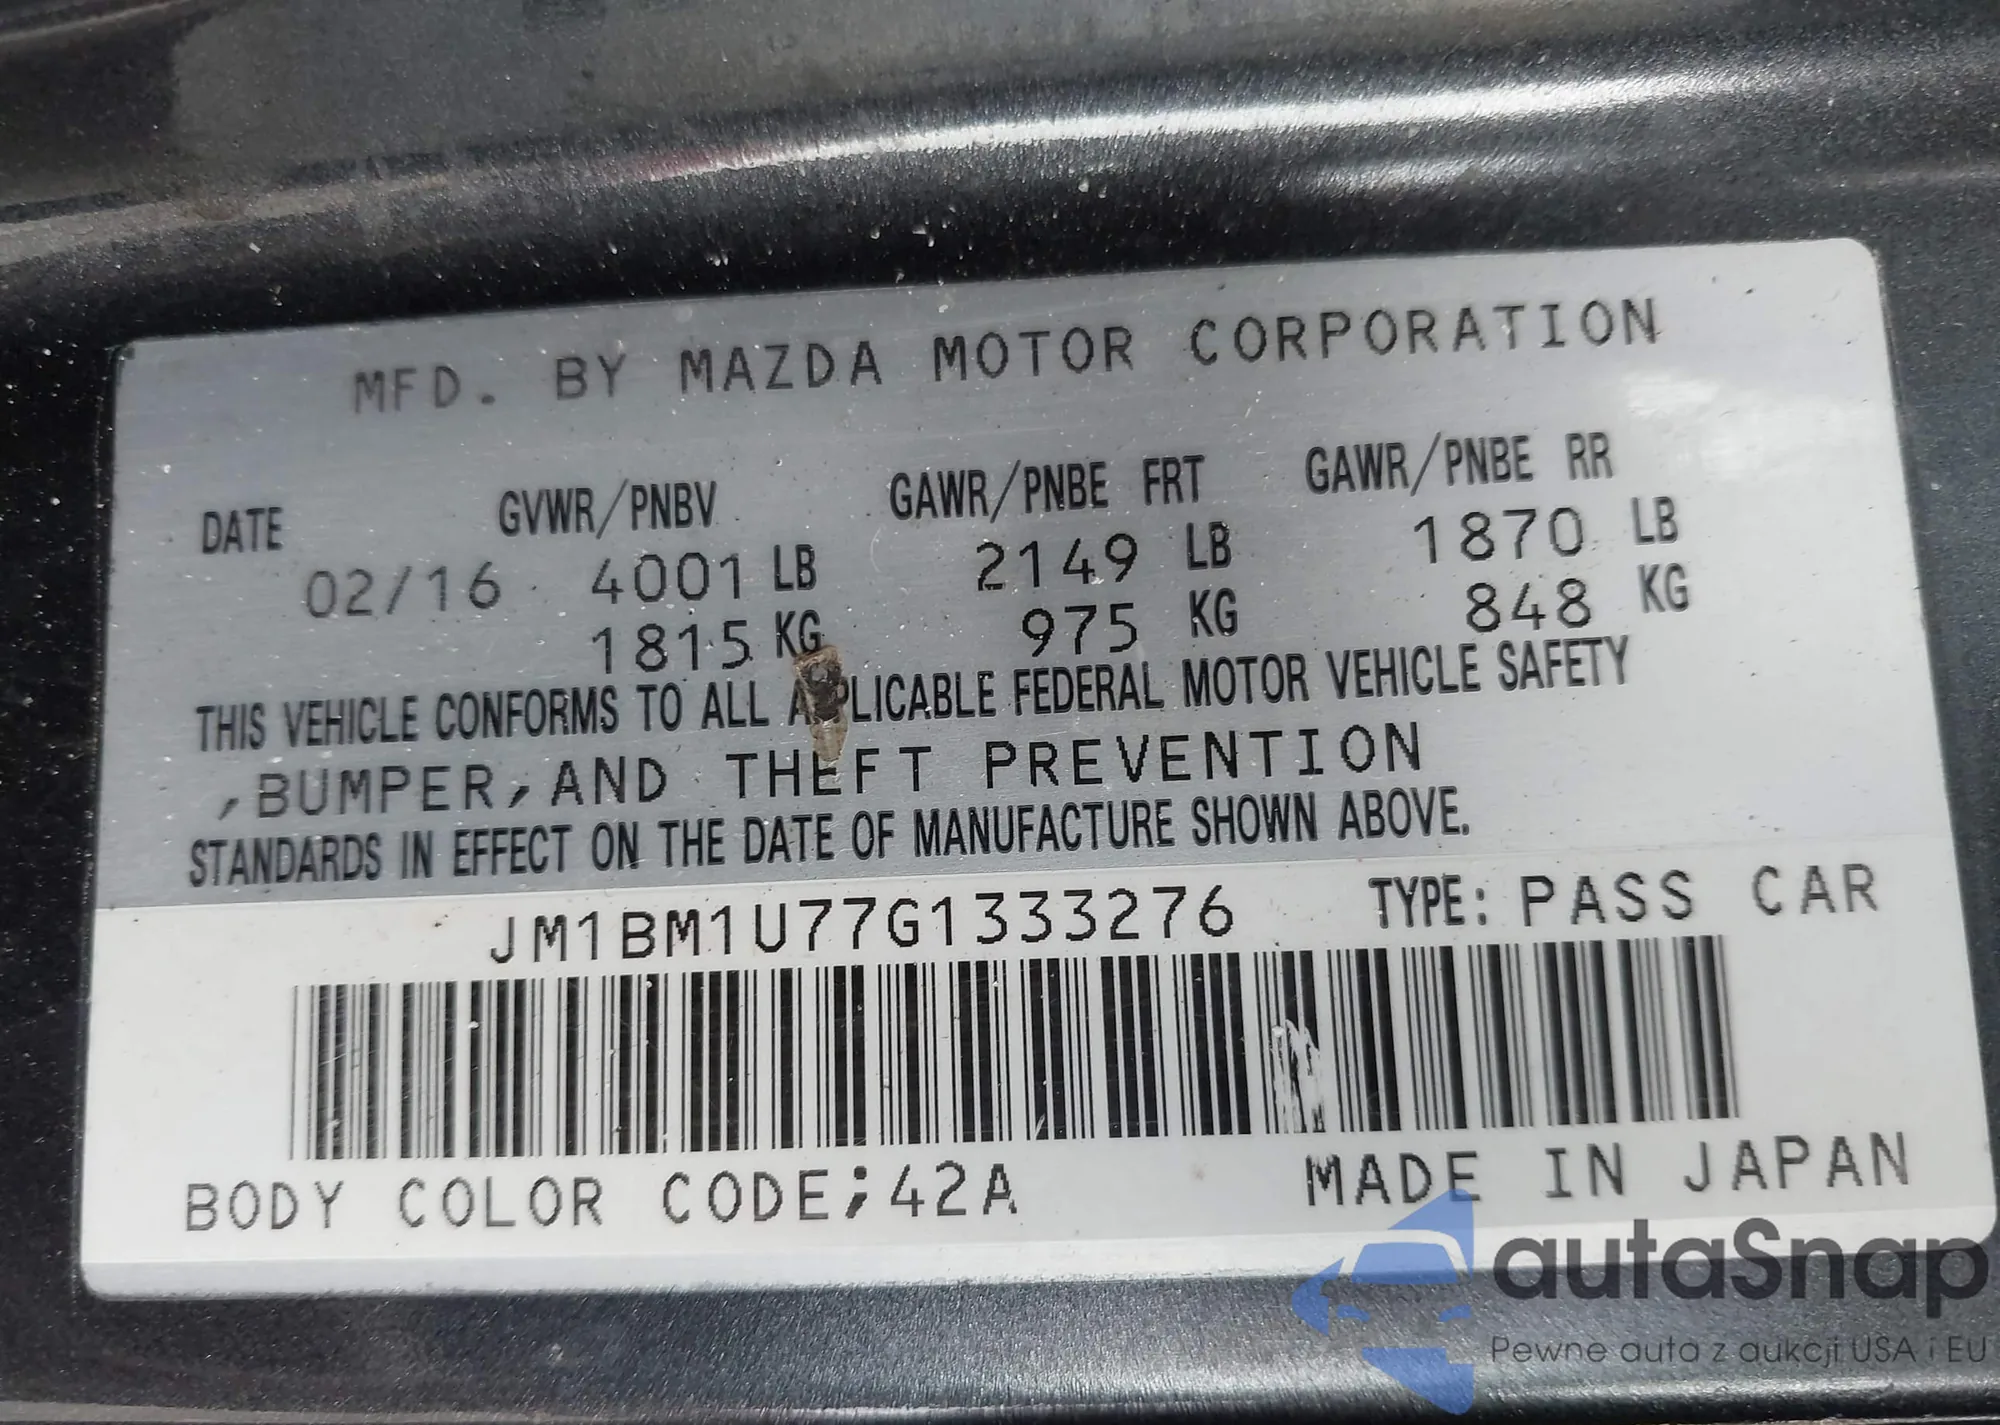 MFD. BY MAZDA MOTOR CORPORATION
DATE GVWR/PNBV GAWR/PNBE FRT GAWR/PNBE RR
02/16 4001 LB 2149 LB 1870 LB
1815 KG 975 KG 848 KG
THIS VEHICLE CONFORMS TO ALL APPLICABLE FEDERAL MOTOR VEHICLE SAFETY
,BUMPER,AND THEFT PREVENTION
STANDARDS IN EFFECT ON THE DATE OF MANUFACTURE SHOWN ABOVE.
JM1BM1U77G1333276 TYPE: PASS CAR
BODY COLOR CODE;42A MADE IN JAPAN
autaSnap
Pewne auta z aukcji USA i EU